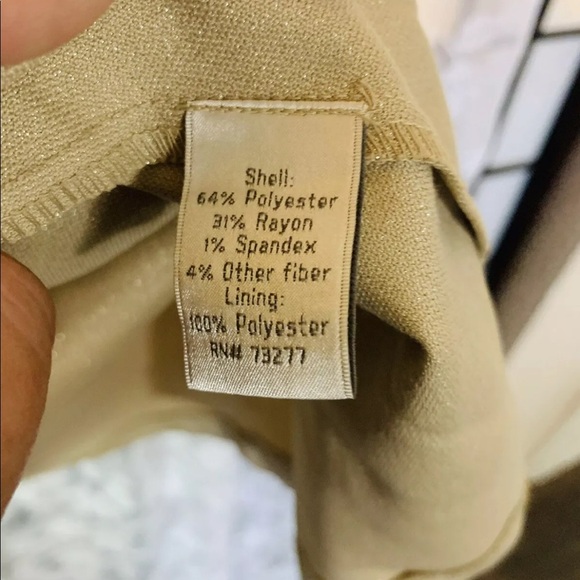 Shell:
64% Polyester
31% Rayon
1% Spandex
4% Other fiber
Lining:
100% Polyester
RN# 73277